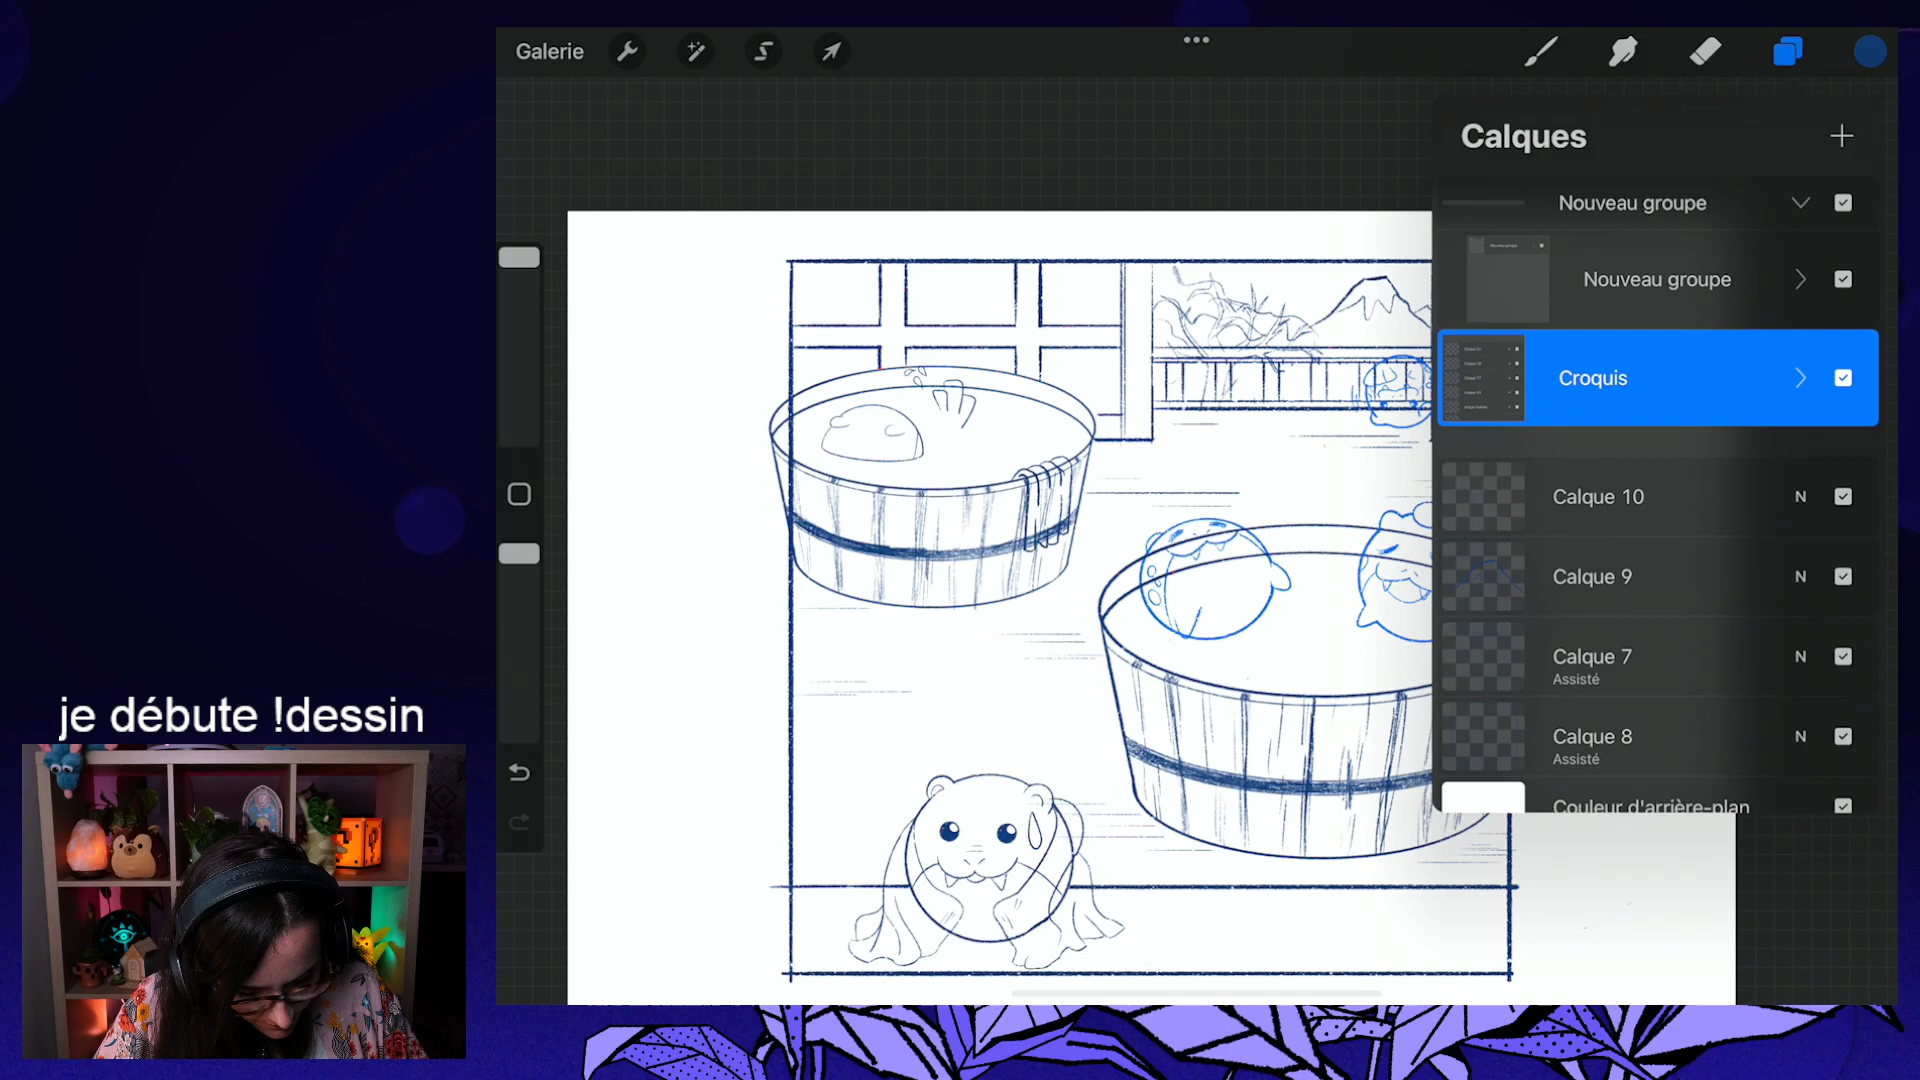 Galerie
Calques
Nouveau groupe
Nouveau groupe
Croquis
Calque 10
N
Calque 9
N
Calque 7
N
Assisté
Calque 8
N
Assisté
Couleur d'arrière-plan
je débute !dessin